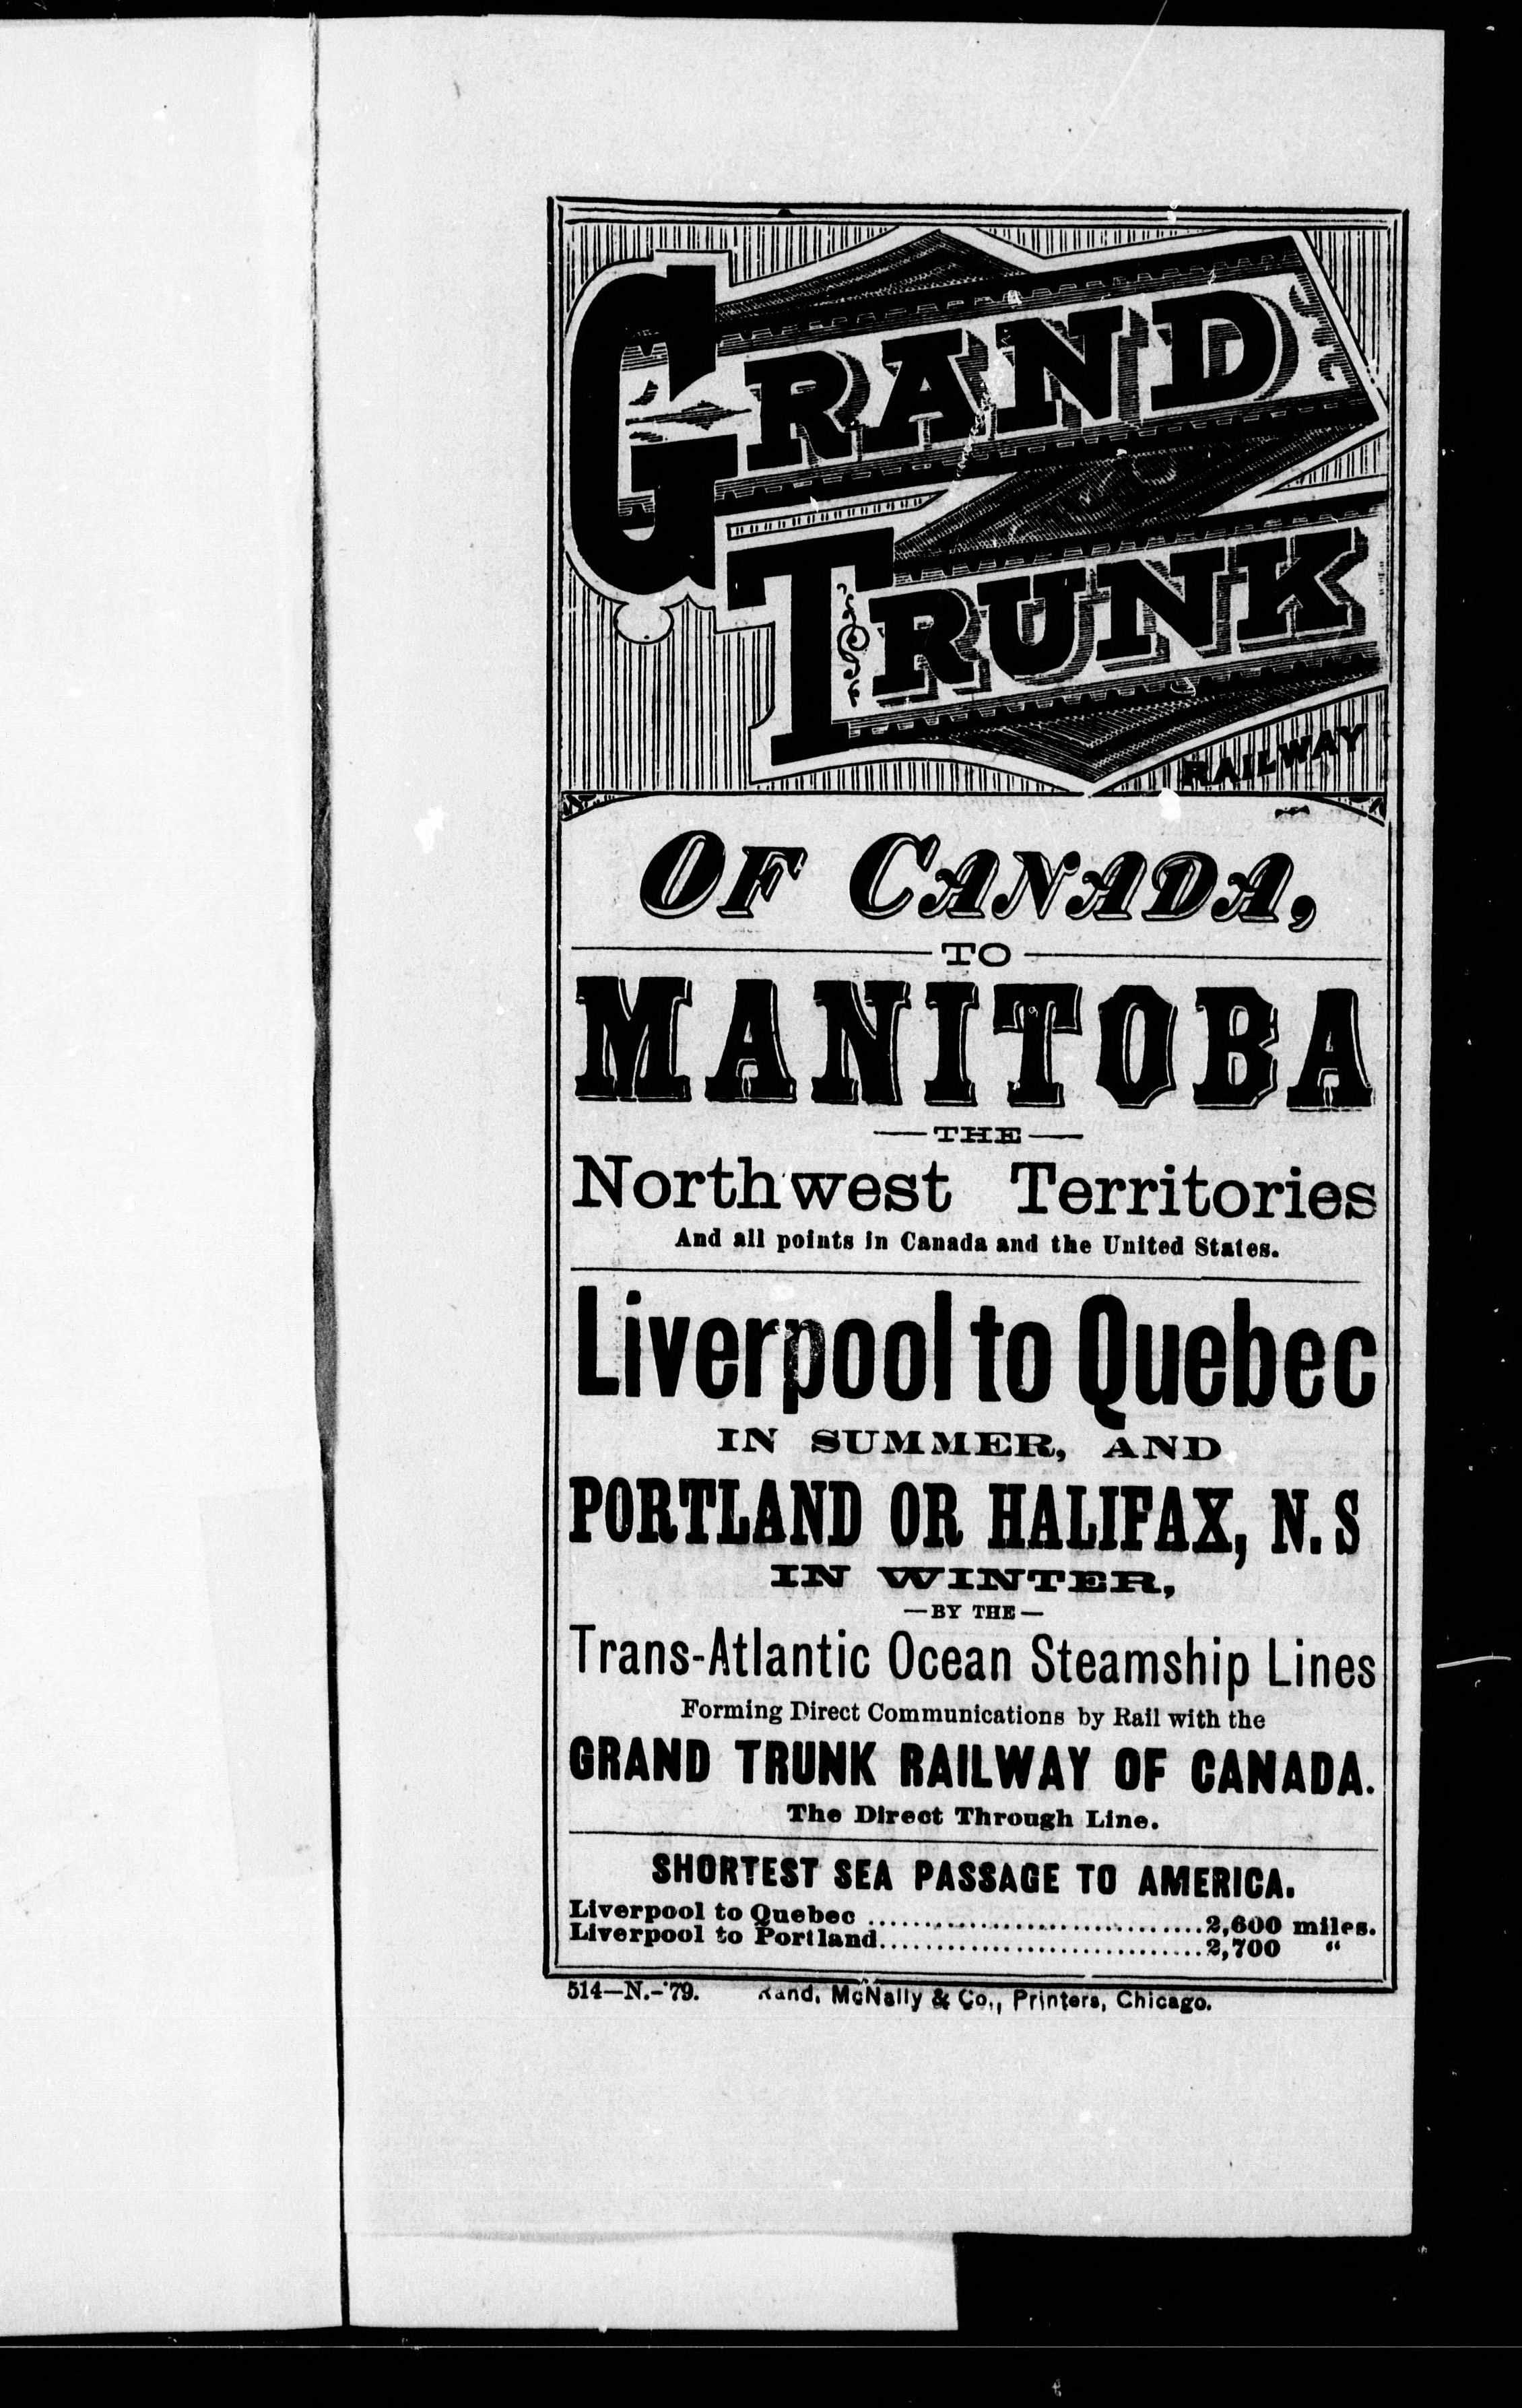 GRAND
TRUNK
RAILWAY
OF CANADA,
TO
MANITOBA
—THE—
Northwest Territories
And all points in Canada and the United States.
Liverpool to Quebec
IN SUMMER, AND
PORTLAND OR HALIFAX, N. S
IN WINTER,
—BY THE—
Trans-Atlantic Ocean Steamship Lines
Forming Direct Communications by Rail with the
GRAND TRUNK RAILWAY OF CANADA.
The Direct Through Line.
SHORTEST SEA PASSAGE TO AMERICA.
Liverpool to Quebec ................................2,600 miles.
Liverpool to Portland...............................2,700 “
514—N.-'79. Rand, McNally & Co., Printers, Chicago.